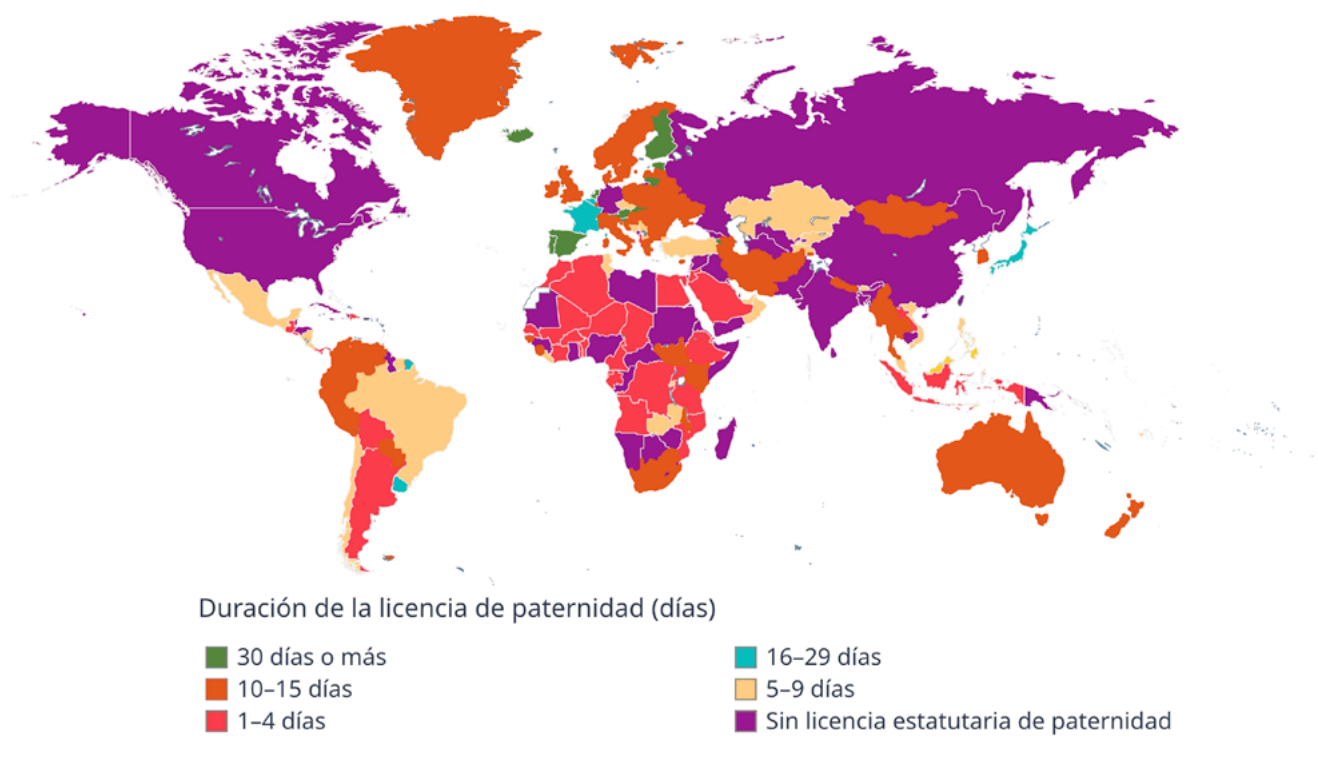 Duración de la licencia de paternidad (días)
30 días o más
16–29 días
10–15 días
5–9 días
1–4 días
Sin licencia estatutaria de paternidad